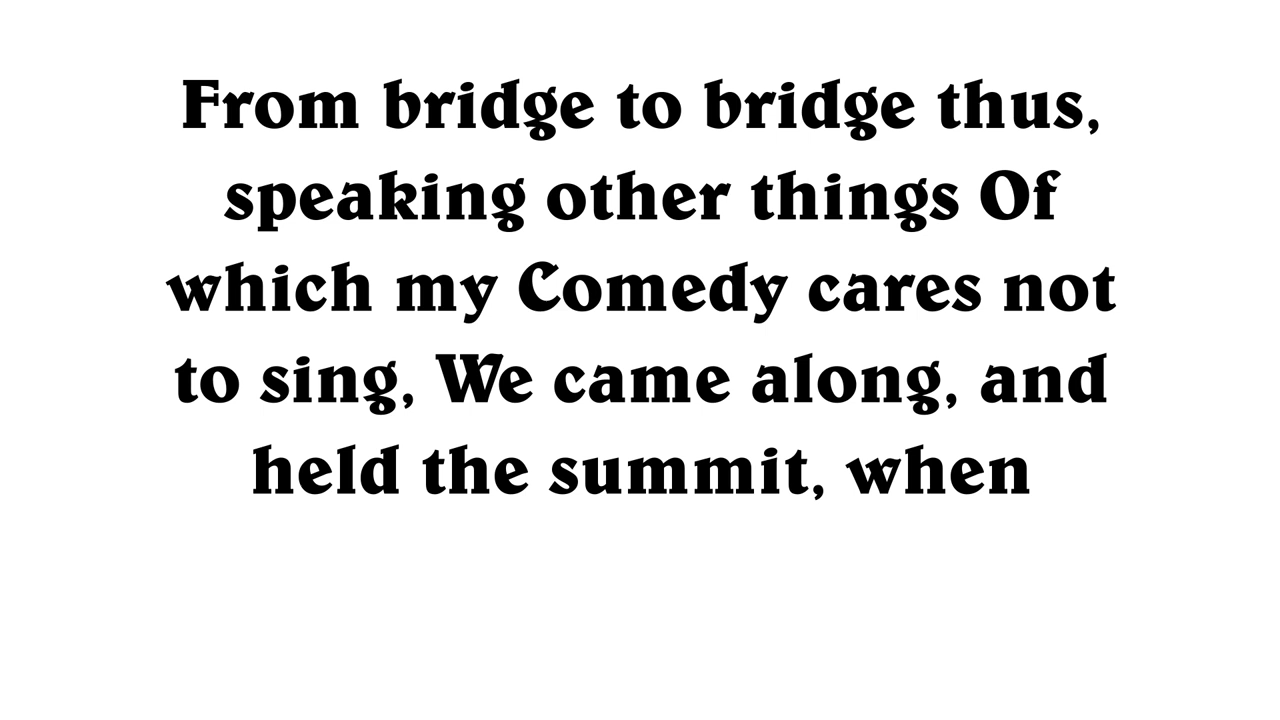 From bridge to bridge thus,
speaking other things Of
which my Comedy cares not
to sing, We came along, and
held the summit, when